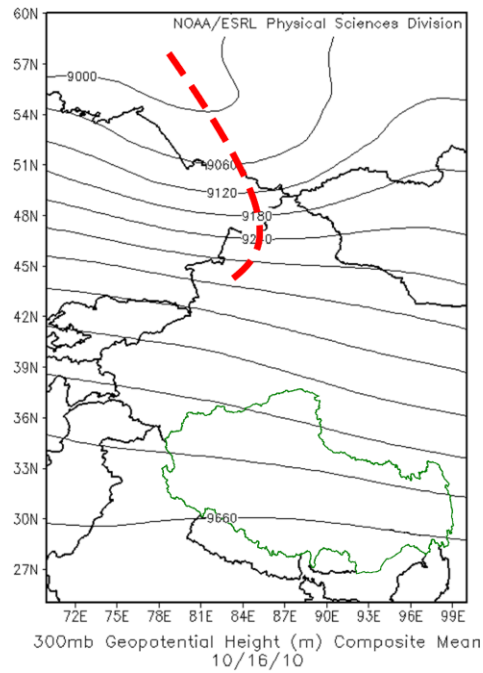 NOAA/ESRL Physical Sciences Division
60N
57N
54N
51N
48N
45N
42N
39N
36N
33N
30N
27N
9000
9060
9120
9180
9240
9660
72E 75E 78E 81E 84E 87E 90E 93E 96E 99E
300mb Geopotential Height (m) Composite Mean
10/16/10